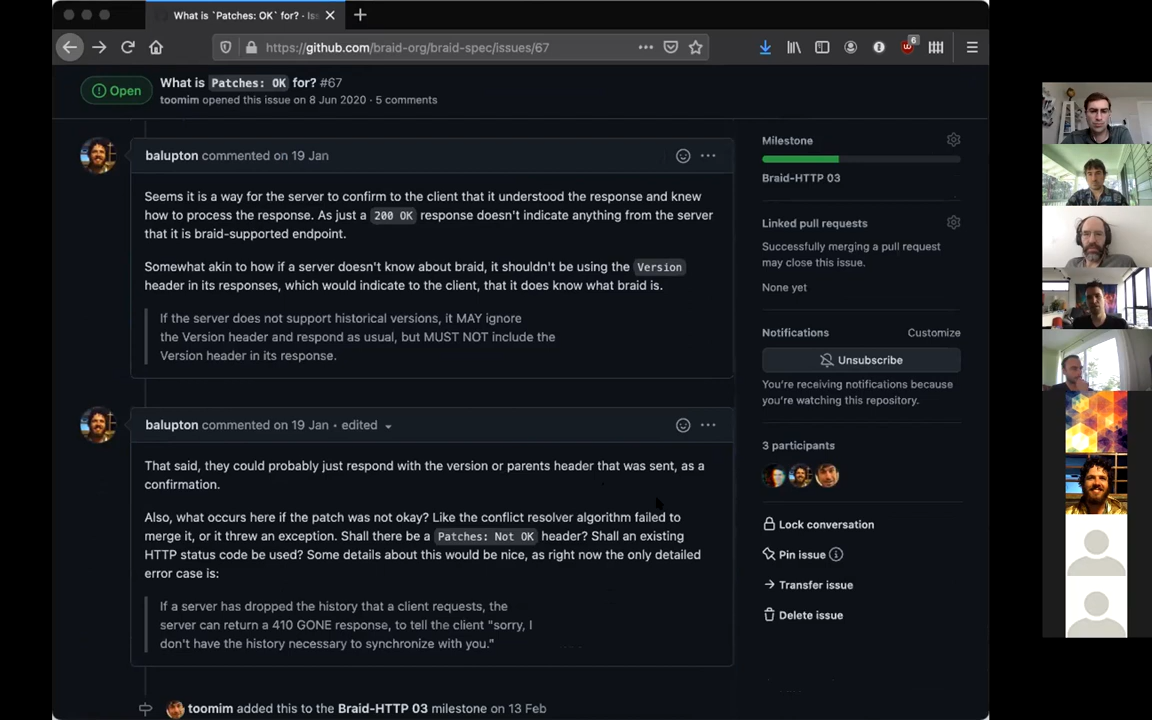 What is `Patches: OK` for? · Iss
https://github.com/braid-org/braid-spec/issues/67
6
Open
What is Patches: OK for? #67
toomim opened this issue on 8 Jun 2020 · 5 comments
balupton commented on 19 Jan
Seems it is a way for the server to confirm to the client that it understood the response and knew
how to process the response. As just a 200 OK response doesn't indicate anything from the server
that it is braid-supported endpoint.
Somewhat akin to how if a server doesn't know about braid, it shouldn't be using the Version
header in its responses, which would indicate to the client, that it does know what braid is.
If the server does not support historical versions, it MAY ignore
the Version header and respond as usual, but MUST NOT include the
Version header in its response.
balupton commented on 19 Jan · edited
That said, they could probably just respond with the version or parents header that was sent, as a
confirmation.
Also, what occurs here if the patch was not okay? Like the conflict resolver algorithm failed to
merge it, or it threw an exception. Shall there be a Patches: Not OK header? Shall an existing
HTTP status code be used? Some details about this would be nice, as right now the only detailed
error case is:
If a server has dropped the history that a client requests, the
server can return a 410 GONE response, to tell the client "sorry, I
don't have the history necessary to synchronize with you."
toomim added this to the Braid-HTTP 03 milestone on 13 Feb
Milestone
Braid-HTTP 03
Linked pull requests
Successfully merging a pull request
may close this issue.
None yet
Notifications
Customize
Unsubscribe
You're receiving notifications because
you're watching this repository.
3 participants
Lock conversation
Pin issue
Transfer issue
Delete issue